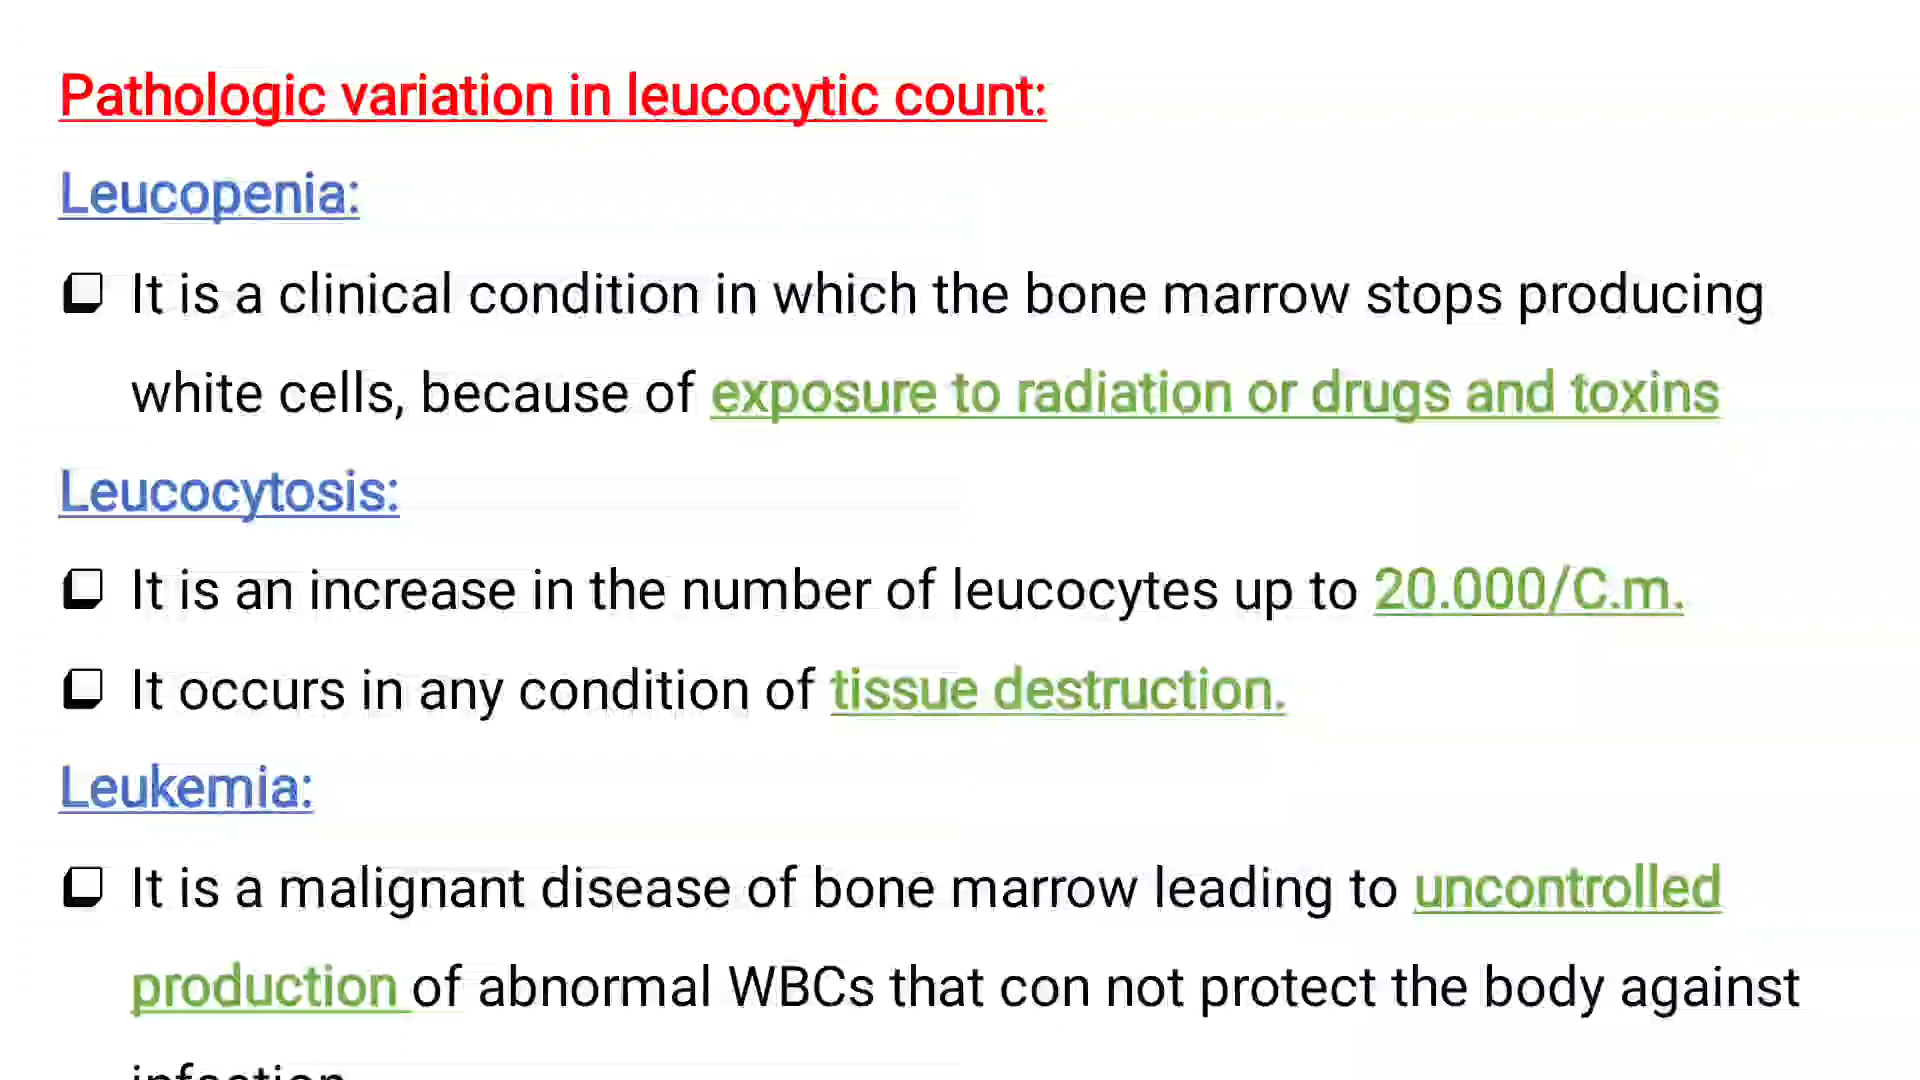 Pathologic variation in leucocytic count:
Leucopenia:
It is a clinical condition in which the bone marrow stops producing
white cells, because of exposure to radiation or drugs and toxins
Leucocytosis:
It is an increase in the number of leucocytes up to 20.000/C.m.
It occurs in any condition of tissue destruction.
Leukemia:
It is a malignant disease of bone marrow leading to uncontrolled
production of abnormal WBCs that con not protect the body against